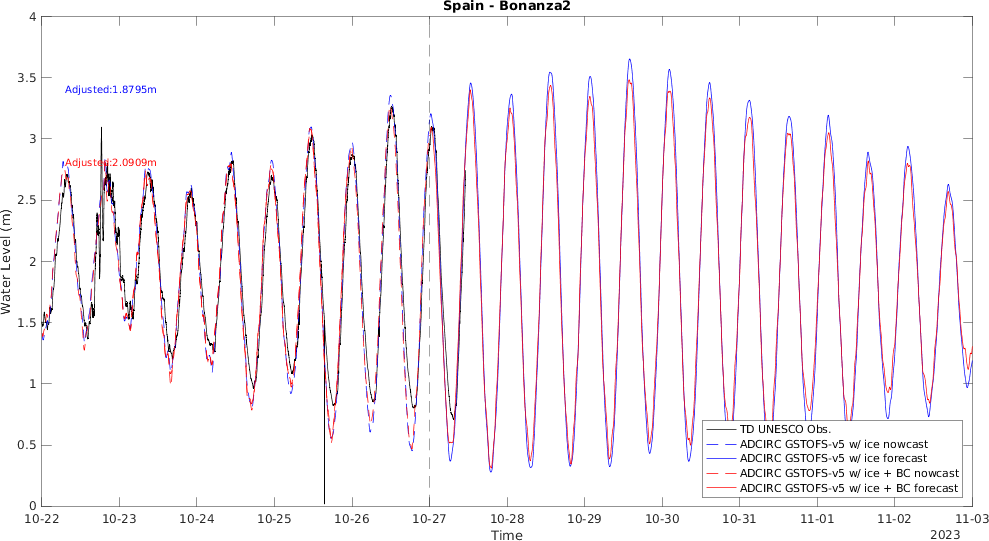 Spain - Bonanza2
4
3.5
3
2.5
2
1.5
1
0.5
0
Water Level (m)
Adjusted:1.8795m
Adjusted:2.0909m
TD UNESCO Obs.
ADCIRC GSTOFS-v5 w/ ice nowcast
ADCIRC GSTOFS-v5 w/ ice forecast
ADCIRC GSTOFS-v5 w/ ice + BC nowcast
ADCIRC GSTOFS-v5 w/ ice + BC forecast
10-22 10-23 10-24 10-25 10-26 10-27 10-28 10-29 10-30 10-31 11-01 11-02 11-03
Time
2023